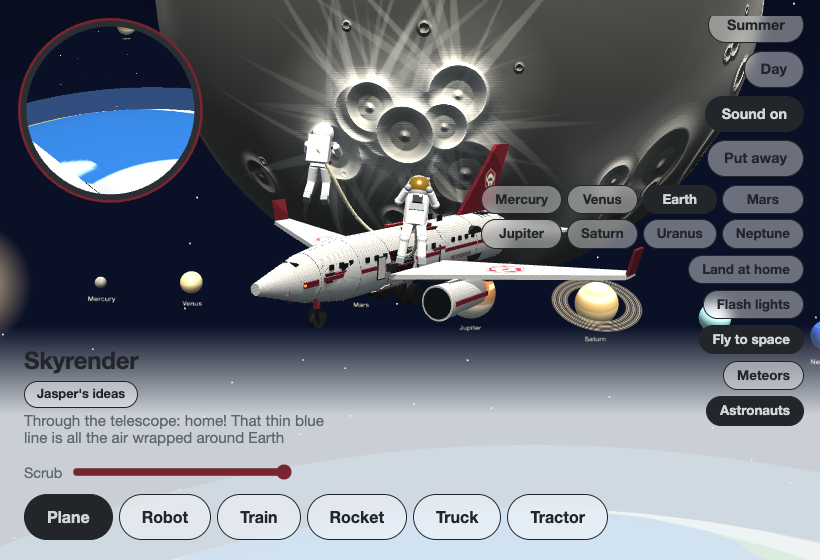 Summer
Day
Sound on
Put away
Mercury Venus Earth Mars
Jupiter Saturn Uranus Neptune
Land at home
Flash lights
Fly to space
Meteors
Astronauts
Mercury
Venus
Mars
Jupiter
Saturn
Ne
Skyrender
Jasper's ideas
Through the telescope: home! That thin blue
line is all the air wrapped around Earth
Scrub
Plane Robot Train Rocket Truck Tractor